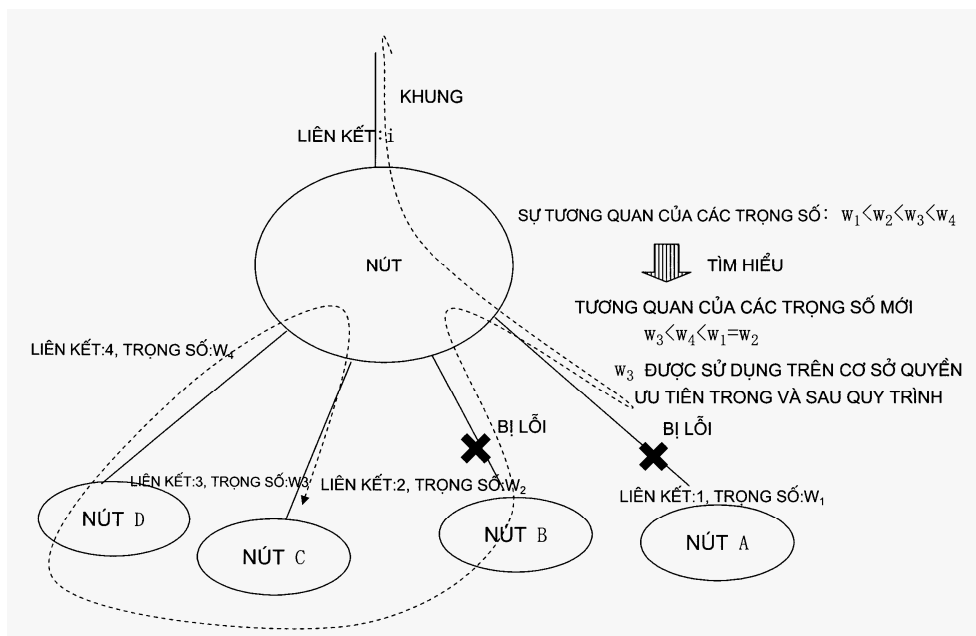 KHUNG
LIÊN KẾT:i
SỰ TƯƠNG QUAN CỦA CÁC TRỌNG SỐ: w₁<w₂<w₃<w₄
NÚT
TÌM HIỂU
TƯƠNG QUAN CỦA CÁC TRỌNG SỐ MỚI
w₃<w₄<w₁=w₂
w₃ ĐƯỢC SỬ DỤNG TRÊN CƠ SỞ QUYỀN
ƯU TIÊN TRONG VÀ SAU QUY TRÌNH
LIÊN KẾT:4, TRỌNG SỐ:W₄
BỊ LỖI
BỊ LỖI
LIÊN KẾT:3, TRỌNG SỐ:W3
LIÊN KẾT:2, TRỌNG SỐ:W₂
LIÊN KẾT:1, TRỌNG SỐ:W₁
NÚT D
NÚT C
NÚT B
NÚT A